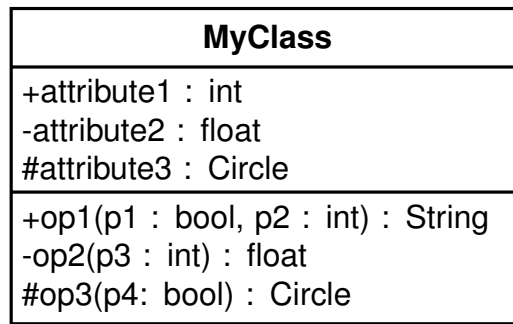 MyClass
+attribute1 : int
-attribute2 : float
#attribute3 : Circle
+op1(p1 : bool, p2 : int) : String
-op2(p3 : int) : float
#op3(p4: bool) : Circle